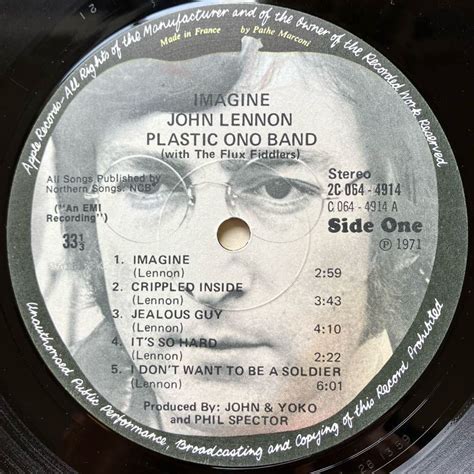 Apple Records-All Rights of the Manufacturer and of the Owner of the Recorded Work Reserved
Made in France by Pathe Marconi
IMAGINE
JOHN LENNON
PLASTIC ONO BAND
(with The Flux Fiddlers)
All Songs Published by
Northern Songs: NCB
("An EMI
Recording")
33⅓
Stereo
2C 064-4914
C 064-4914 A
Side One
℗ 1971
1. IMAGINE
(Lennon) 2:59
2. CRIPPLED INSIDE
(Lennon) 3:43
3. JEALOUS GUY
(Lennon) 4:10
4. IT'S SO HARD
(Lennon) 2:22
5. I DON'T WANT TO BE A SOLDIER
(Lennon) 6:01
Produced By: JOHN & YOKO
and PHIL SPECTOR
Unauthorised Public Performance, Broadcasting and Copying of this Record Prohibited